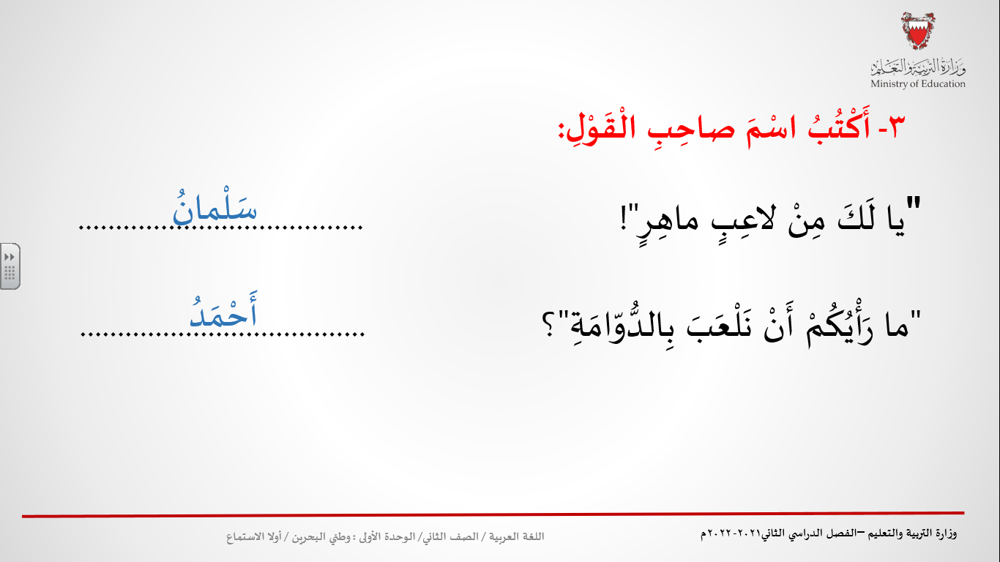 وزارة التربية والتعليم
Ministry of Education
٣- أَكْتُبُ اسْمَ صاحِبِ الْقَوْلِ:
"يا لَكَ مِنْ لاعِبٍ ماهِرٍ"! سَلْمانُ
"ما رَأْيُكُمْ أَنْ نَلْعَبَ بِالدُّوّامَةِ"؟ أَحْمَدُ
وزارة التربية والتعليم –الفصل الدراسي الثاني٢٠٢١-٢٠٢٢م
اللغة العربية / الصف الثاني/ الوحدة الأولى : وطني البحرين / أولا الاستماع